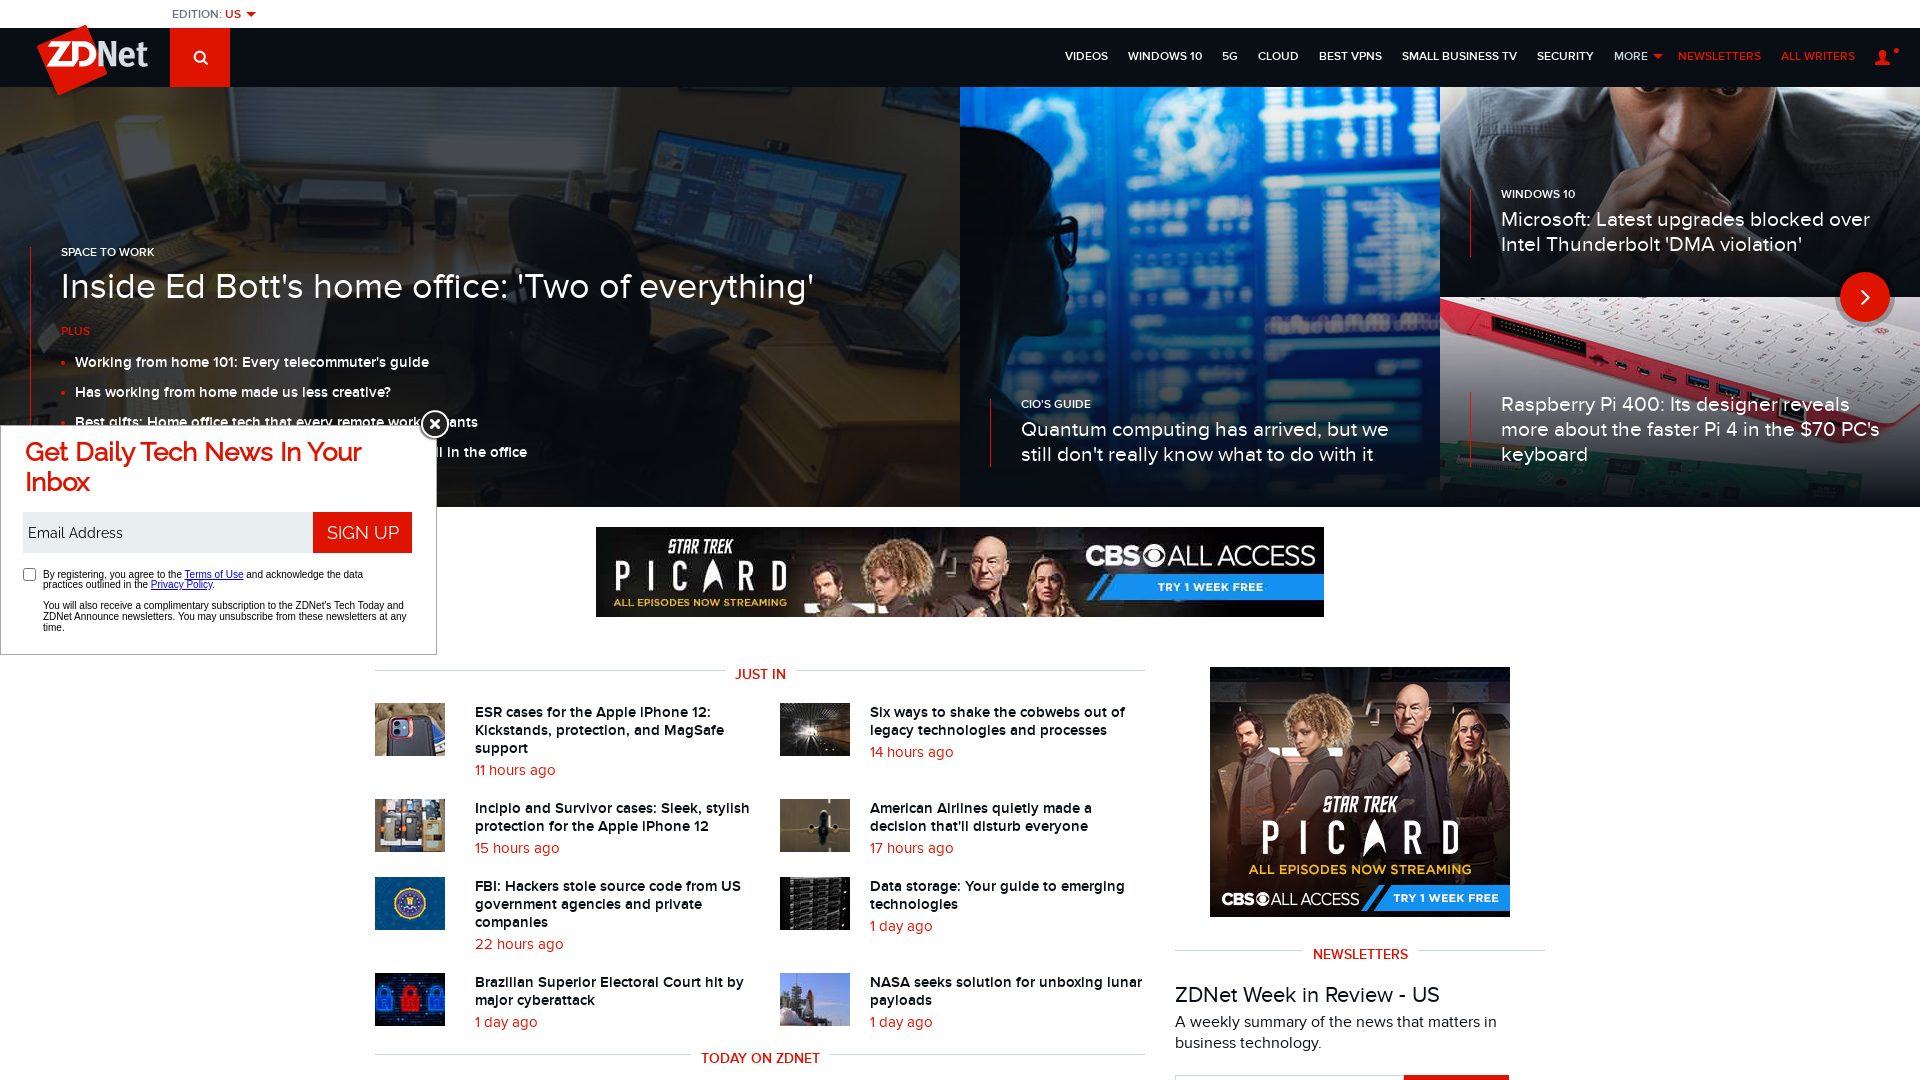 EDITION: US
ZDNet
VIDEOS WINDOWS 10 5G CLOUD BEST VPNS SMALL BUSINESS TV SECURITY MORE NEWSLETTERS ALL WRITERS
SPACE TO WORK
Inside Ed Bott's home office: 'Two of everything'
PLUS
Working from home 101: Every telecommuter's guide
Has working from home made us less creative?
Best gifts: Home office tech that every remote work ants
ll in the office
CIO'S GUIDE
Quantum computing has arrived, but we
still don't really know what to do with it
WINDOWS 10
Microsoft: Latest upgrades blocked over
Intel Thunderbolt 'DMA violation'
Raspberry Pi 400: Its designer reveals
more about the faster Pi 4 in the $70 PC's
keyboard
Get Daily Tech News In Your
Inbox
Email Address
SIGN UP
By registering, you agree to the Terms of Use and acknowledge the data
practices outlined in the Privacy Policy.
You will also receive a complimentary subscription to the ZDNet's Tech Today and
ZDNet Announce newsletters. You may unsubscribe from these newsletters at any
time.
STAR TREK
PICARD
ALL EPISODES NOW STREAMING
CBS ALL ACCESS
TRY 1 WEEK FREE
JUST IN
ESR cases for the Apple iPhone 12:
Kickstands, protection, and MagSafe
support
11 hours ago
Six ways to shake the cobwebs out of
legacy technologies and processes
14 hours ago
Incipio and Survivor cases: Sleek, stylish
protection for the Apple iPhone 12
15 hours ago
American Airlines quietly made a
decision that'll disturb everyone
17 hours ago
FBI: Hackers stole source code from US
government agencies and private
companies
22 hours ago
Data storage: Your guide to emerging
technologies
1 day ago
Brazilian Superior Electoral Court hit by
major cyberattack
1 day ago
NASA seeks solution for unboxing lunar
payloads
1 day ago
TODAY ON ZDNET
STAR TREK
PICARD
ALL EPISODES NOW STREAMING
CBS ALL ACCESS
TRY 1 WEEK FREE
NEWSLETTERS
ZDNet Week in Review - US
A weekly summary of the news that matters in
business technology.